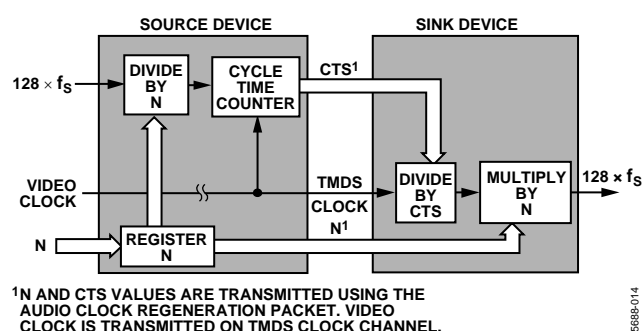 SOURCE DEVICE
SINK DEVICE
128 × fS
DIVIDE
BY
N
CYCLE
TIME
COUNTER
CTS1
VIDEO
CLOCK
TMDS
CLOCK
N1
DIVIDE
BY
CTS
MULTIPLY
BY
N
128 × fS
N
REGISTER
N
1N AND CTS VALUES ARE TRANSMITTED USING THE
AUDIO CLOCK REGENERATION PACKET. VIDEO
CLOCK IS TRANSMITTED ON TMDS CLOCK CHANNEL.